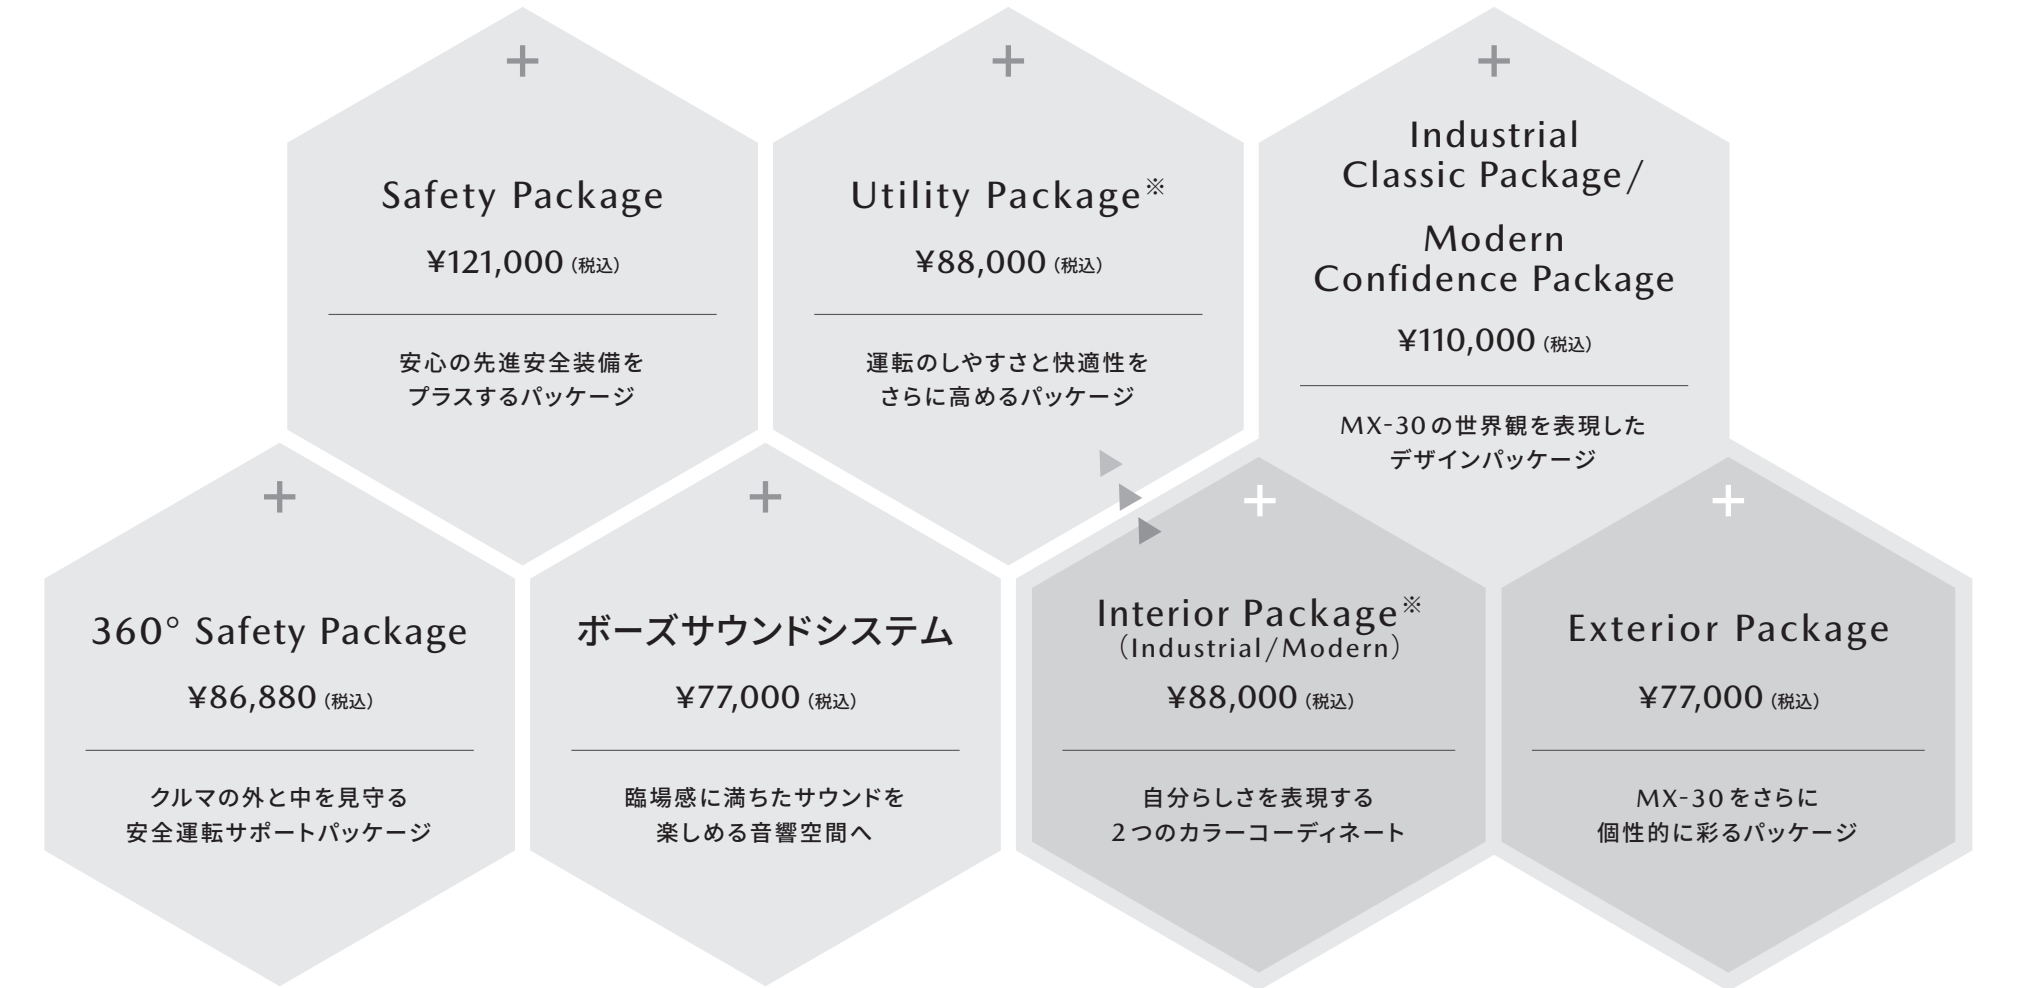 Safety Package
¥121,000（税込）
安心の先進安全装備を
プラスするパッケージ
Utility Package※
¥88,000（税込）
運転のしやすさと快適性を
さらに高めるパッケージ
Industrial
Classic Package/
Modern
Confidence Package
¥110,000（税込）
MX-30の世界観を表現した
デザインパッケージ
360° Safety Package
¥86,880（税込）
クルマの外と中を見守る
安全運転サポートパッケージ
ボーズサウンドシステム
¥77,000（税込）
臨場感に満ちたサウンドを
楽しめる音響空間へ
Interior Package※
（Industrial/Modern）
¥88,000（税込）
自分らしさを表現する
2つのカラーコーディネート
Exterior Package
¥77,000（税込）
MX-30をさらに
個性的に彩るパッケージ